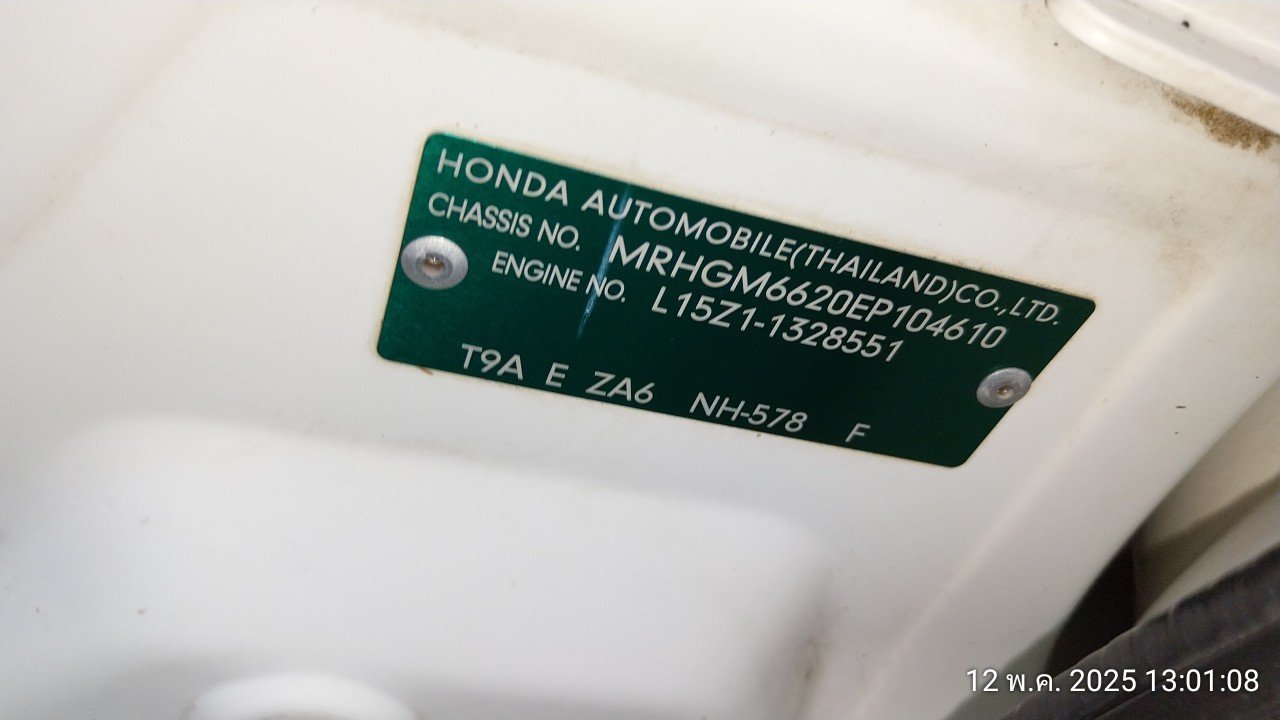 HONDA AUTOMOBILE(THAILAND)CO.,LTD.
CHASSIS NO. MRHGM6620EP104610
ENGINE NO. L15Z1-1328551
T9A E ZA6 NH-578 F
12 พ.ค. 2025 13:01:08